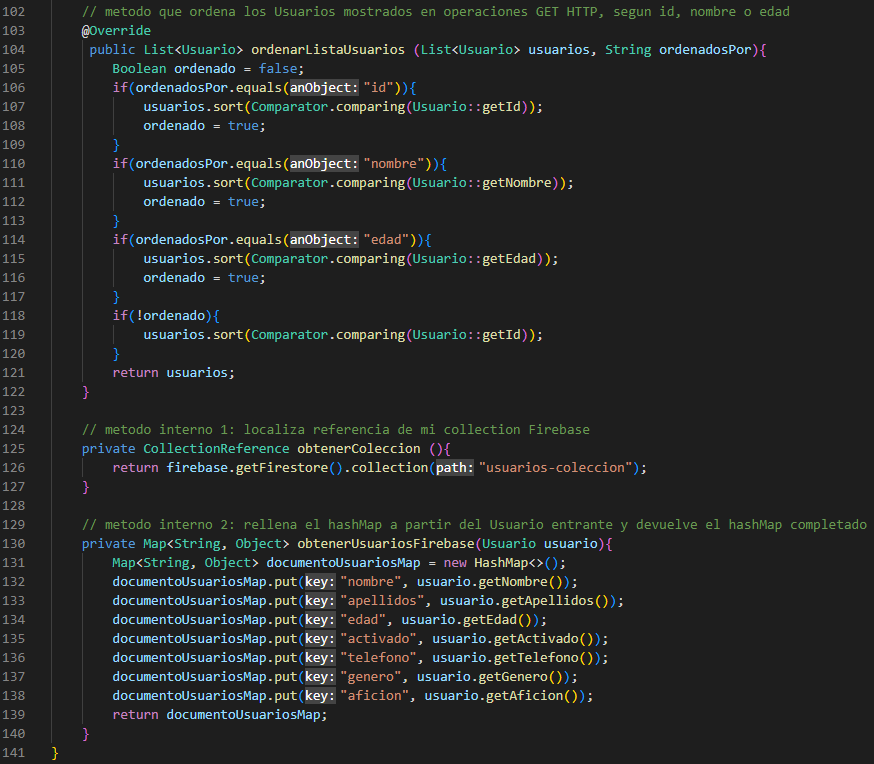 102 // metodo que ordena los Usuarios mostrados en operaciones GET HTTP, segun id, nombre o edad
103 @Override
104 public List<Usuario> ordenarListaUsuarios (List<Usuario> usuarios, String ordenadosPor){
105 Boolean ordenado = false;
106 if(ordenadosPor.equals(anObject: "id")){
107 usuarios.sort(Comparator.comparing(Usuario::getId));
108 ordenado = true;
109 }
110 if(ordenadosPor.equals(anObject: "nombre")){
111 usuarios.sort(Comparator.comparing(Usuario::getNombre));
112 ordenado = true;
113 }
114 if(ordenadosPor.equals(anObject: "edad")){
115 usuarios.sort(Comparator.comparing(Usuario::getEdad));
116 ordenado = true;
117 }
118 if(!ordenado){
119 usuarios.sort(Comparator.comparing(Usuario::getId));
120 }
121 return usuarios;
122 }
123
124 // metodo interno 1: localiza referencia de mi collection Firebase
125 private CollectionReference obtenerColeccion (){
126 return firebase.getFirestore().collection(path: "usuarios-coleccion");
127 }
128
129 // metodo interno 2: rellena el hashMap a partir del Usuario entrante y devuelve el hashMap completado
130 private Map<String, Object> obtenerUsuariosFirebase(Usuario usuario){
131 Map<String, Object> documentoUsuariosMap = new HashMap<>();
132 documentoUsuariosMap.put(key: "nombre", usuario.getNombre());
133 documentoUsuariosMap.put(key: "apellidos", usuario.getApellidos());
134 documentoUsuariosMap.put(key: "edad", usuario.getEdad());
135 documentoUsuariosMap.put(key: "activado", usuario.getActivado());
136 documentoUsuariosMap.put(key: "telefono", usuario.getTelefono());
137 documentoUsuariosMap.put(key: "genero", usuario.getGenero());
138 documentoUsuariosMap.put(key: "aficion", usuario.getAficion());
139 return documentoUsuariosMap;
140 }
141 }